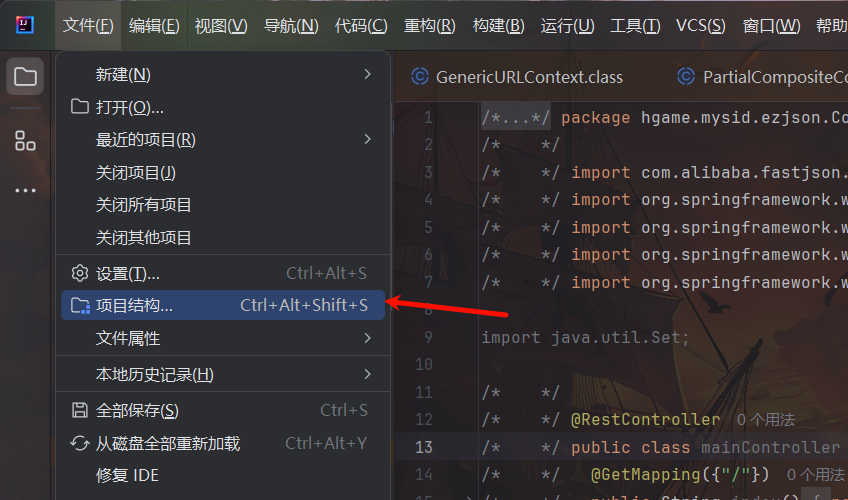 文件(F) 编辑(E) 视图(V) 导航(N) 代码(C) 重构(R) 构建(B) 运行(U) 工具(T) VCS(S) 窗口(W) 帮助
新建(N)
打开(O)...
最近的项目(R)
关闭项目(J)
关闭所有项目
关闭其他项目
设置(T)... Ctrl+Alt+S
项目结构... Ctrl+Alt+Shift+S
文件属性
本地历史记录(H)
全部保存(S) Ctrl+S
从磁盘全部重新加载 Ctrl+Alt+Y
修复 IDE
GenericURLContext.class PartialCompositeCo
1 /*...*/ package hgame.mysid.ezjson.Co
2 /* */
3 /* */ import com.alibaba.fastjson.
4 /* */ import org.springframework.w
5 /* */ import org.springframework.w
6 /* */ import org.springframework.w
7 /* */ import org.springframework.w
8
9 import java.util.Set;
10
11 /* */
12 /* */ @RestController 0 个用法
13 /* */ public class mainController
14 /* */ @GetMapping({"/"}) 0 个用法
15 /* */ public String index() {